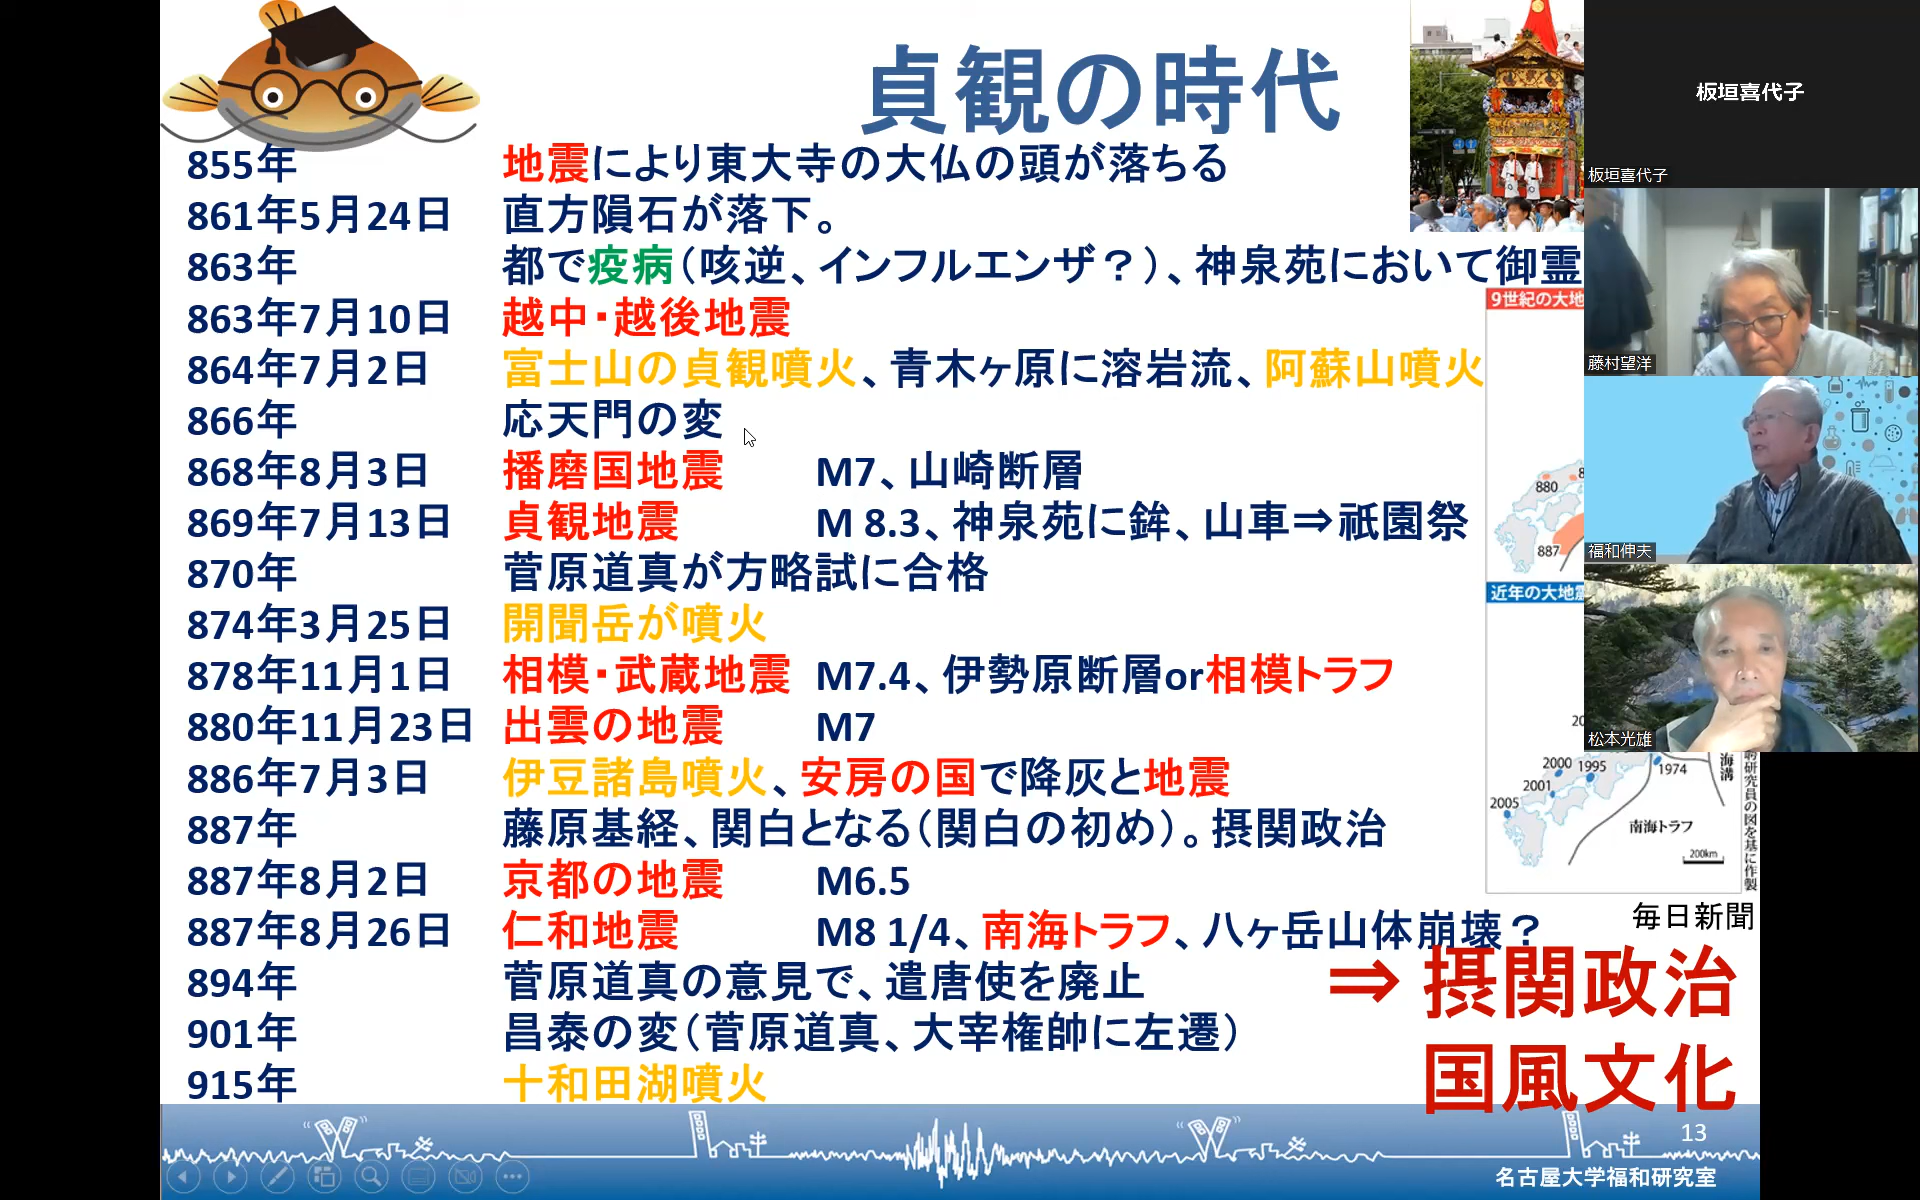 貞観の時代
855年 地震により東大寺の大仏の頭が落ちる
861年5月24日 直方隕石が落下。
863年 都で疫病（咳逆、インフルエンザ？）、神泉苑において御霊
863年7月10日 越中・越後地震
864年7月2日 富士山の貞観噴火、青木ヶ原に溶岩流、阿蘇山噴火
866年 応天門の変
868年8月3日 播磨国地震 M7、山崎断層
869年7月13日 貞観地震 M 8.3、神泉苑に鉾、山車⇒祇園祭
870年 菅原道真が方略試に合格
874年3月25日 開聞岳が噴火
878年11月1日 相模・武蔵地震 M7.4、伊勢原断層or相模トラフ
880年11月23日 出雲の地震 M7
886年7月3日 伊豆諸島噴火、安房の国で降灰と地震
887年 藤原基経、関白となる（関白の初め）。摂関政治
887年8月2日 京都の地震 M6.5
887年8月26日 仁和地震 M8 1/4、南海トラフ、八ヶ岳山体崩壊？
894年 菅原道真の意見で、遣唐使を廃止
901年 昌泰の変（菅原道真、大宰権帥に左遷）
915年 十和田湖噴火
⇒ 摂関政治
国風文化
9世紀の大地
880
887
近年の大地
2000 1995
1974
2001
2005
海溝
南海トラフ
200km
研究員の図を基に作製
毎日新聞
13
名古屋大学福和研究室
板垣喜代子
板垣喜代子
藤村望洋
福和伸夫
松本光雄